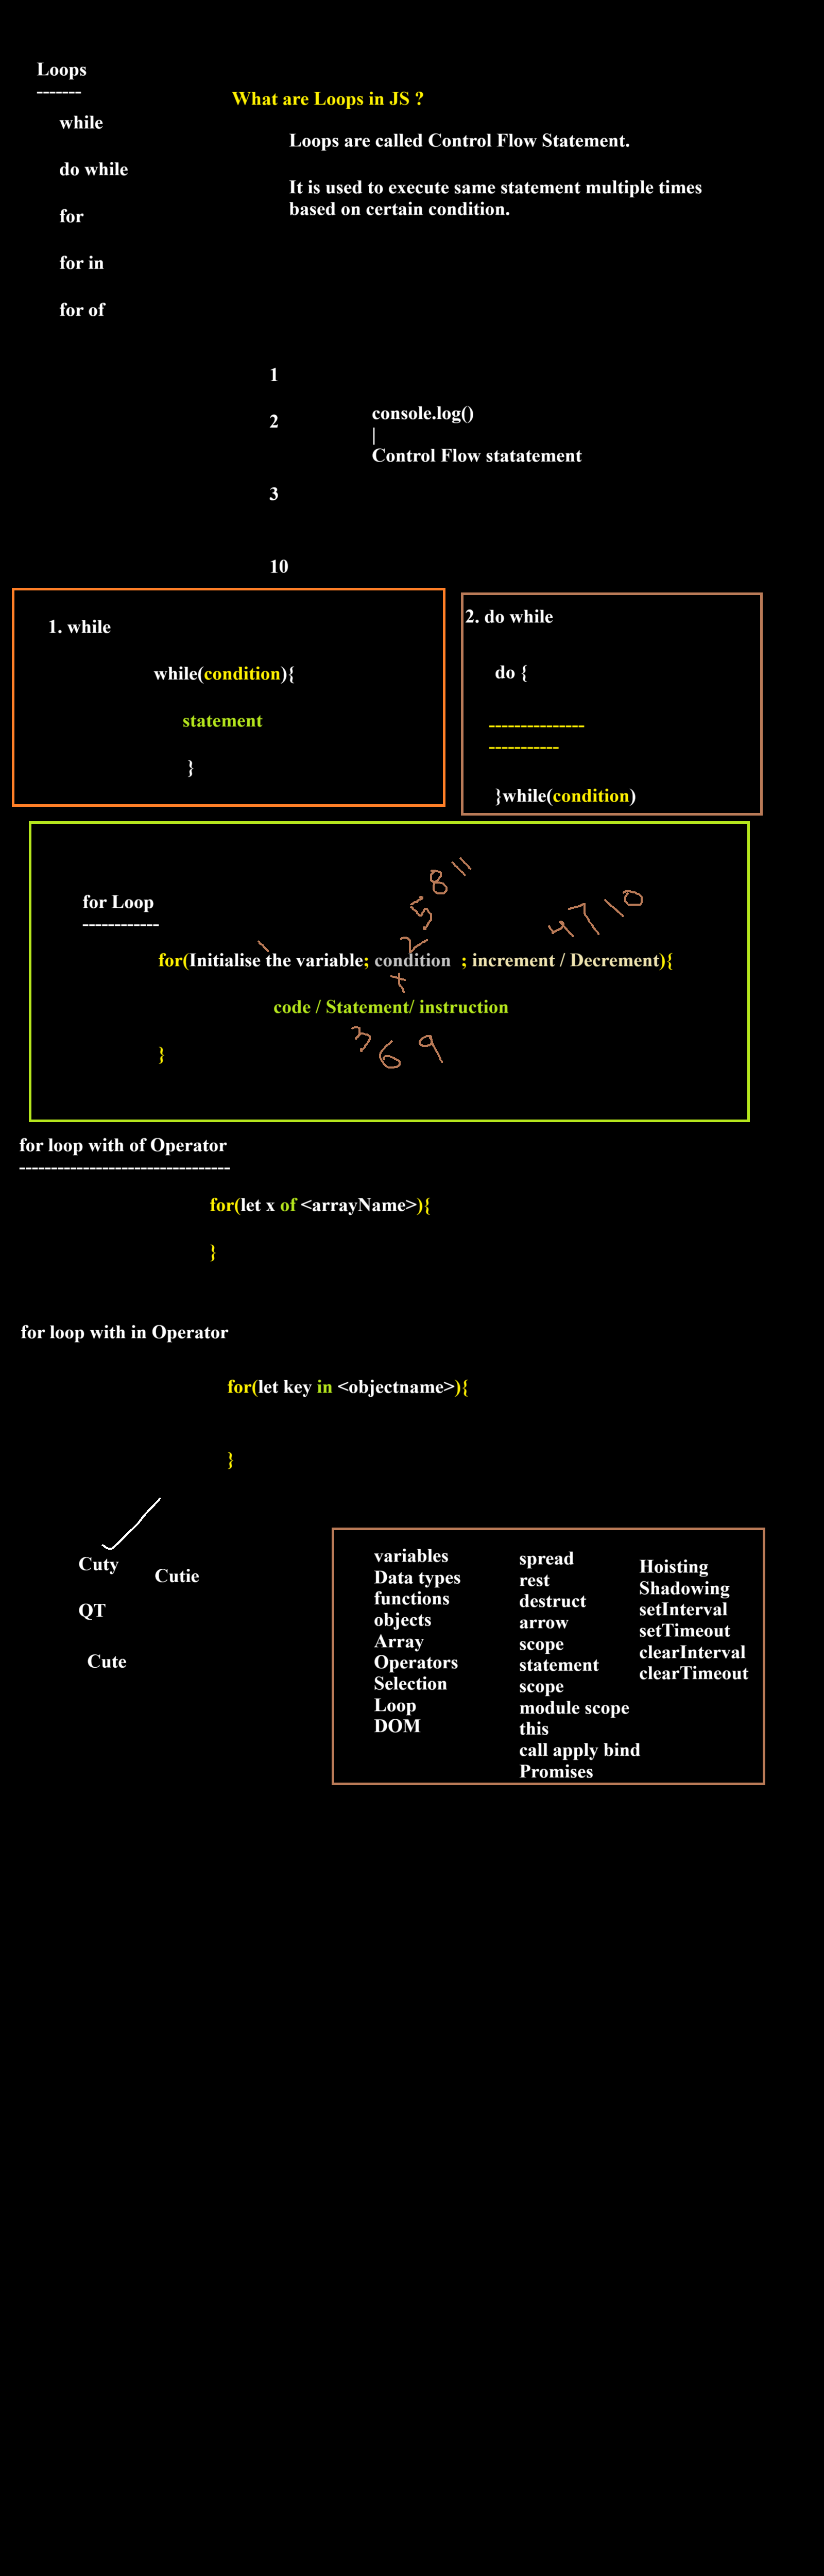 Loops
-------
What are Loops in JS ?
while
Loops are called Control Flow Statement.
do while
It is used to execute same statement multiple times
based on certain condition.
for
for in
for of
1
console.log()
2
|
Control Flow statatement
3
10
1. while
while(condition){
statement
}
2. do while
do {
---------------
-----------
}while(condition)
for Loop
------------
2 5 8 11
4 7 10
1
for(Initialise the variable; condition ; increment / Decrement){
code / Statement/ instruction
3 6 9
}
for loop with of Operator
---------------------------------
for(let x of <arrayName>){
}
for loop with in Operator
for(let key in <objectname>){
}
Cuty
Cutie
QT
Cute
variables
Data types
functions
objects
Array
Operators
Selection
Loop
DOM
spread
rest
destruct
arrow
scope
statement
scope
module scope
this
call apply bind
Promises
Hoisting
Shadowing
setInterval
setTimeout
clearInterval
clearTimeout